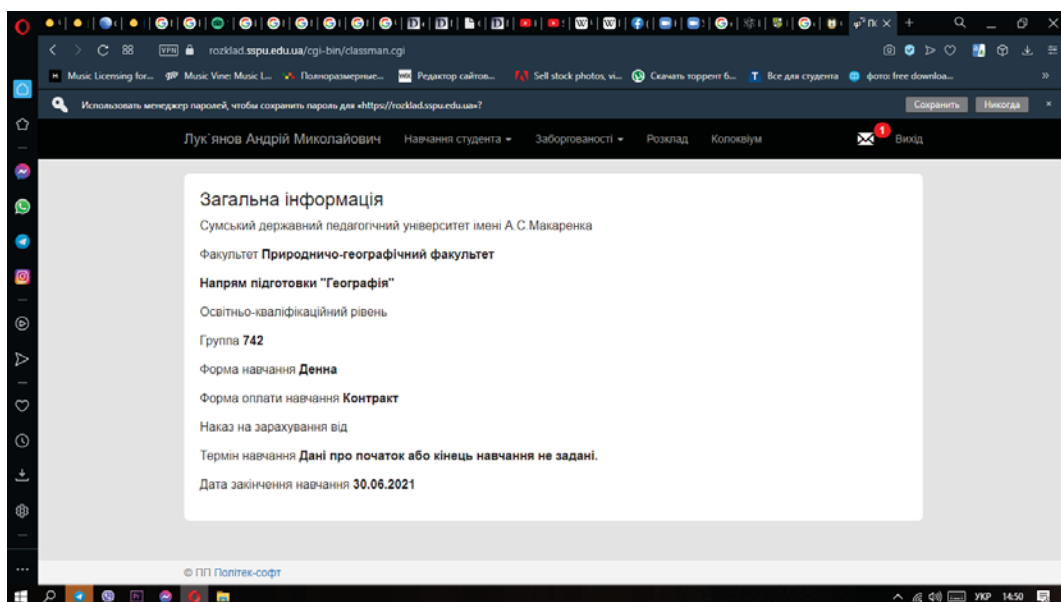 VPN
rozklad.sspu.edu.ua/cgi-bin/classman.cgi
Music Licensing for...
Music Vine: Music L...
Полноразмерные...
Редактор сайтов...
Sell stock photos, vi...
Скачать торрент б...
T Все для студента
фото: free downloa...
Использовать менеджер паролей, чтобы сохранить пароль для «https://rozklad.sspu.edu.ua»?
Сохранить
Никогда
Лук`янов Андрій Миколайович
Навчання студента
Заборгованості
Розклад
Колоквіум
1
Вихід
Загальна інформація
Сумський державний педагогічний університет імені А.С.Макаренка
Факультет Природничо-географічний факультет
Напрям підготовки "Географія"
Освітньо-кваліфікаційний рівень
Группа 742
Форма навчання Денна
Форма оплати навчання Контракт
Наказ на зарахування від
Термін навчання Дані про початок або кінець навчання не задані.
Дата закінчення навчання 30.06.2021
© ПП Політек-софт
УКР 14:50